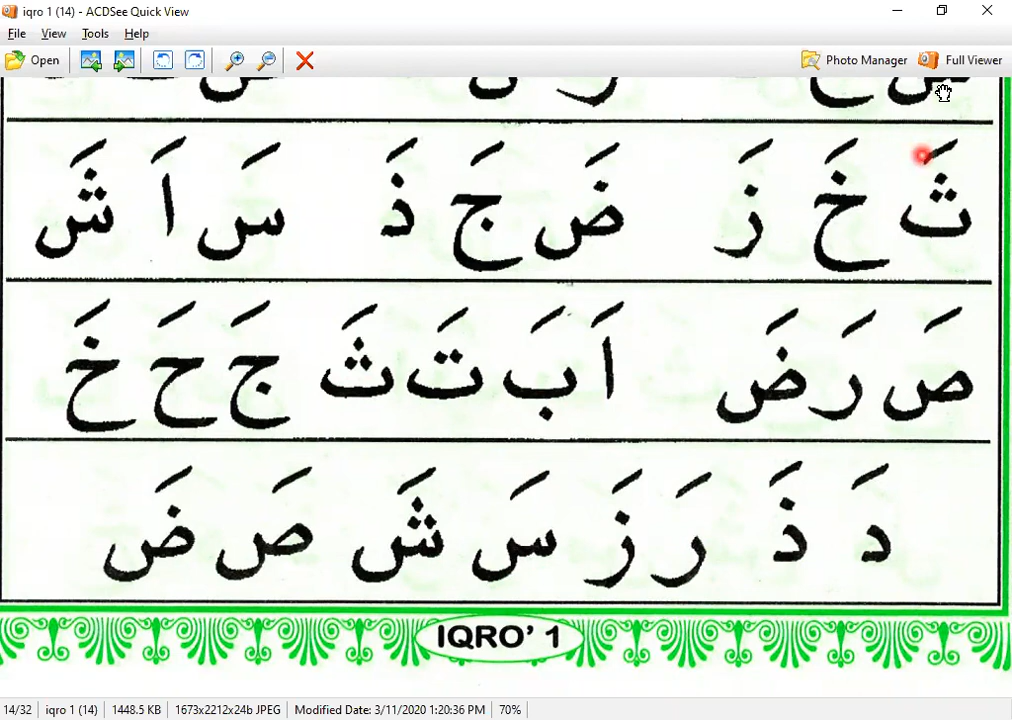 iqro 1 (14) - ACDSee Quick View
File View Tools Help
Open Photo Manager Full Viewer
ثَ خَ زَ ضَ جَ ذَ سَ اَ شَ
صَ رَ ضَ اَ بَ تَ ثَ جَ حَ خَ
دَ ذَ رَ زَ سَ شَ صَ ضَ
IQRO' 1
14/32 iqro 1 (14) 1448.5 KB 1673x2212x24b JPEG Modified Date: 3/11/2020 1:20:36 PM 70%